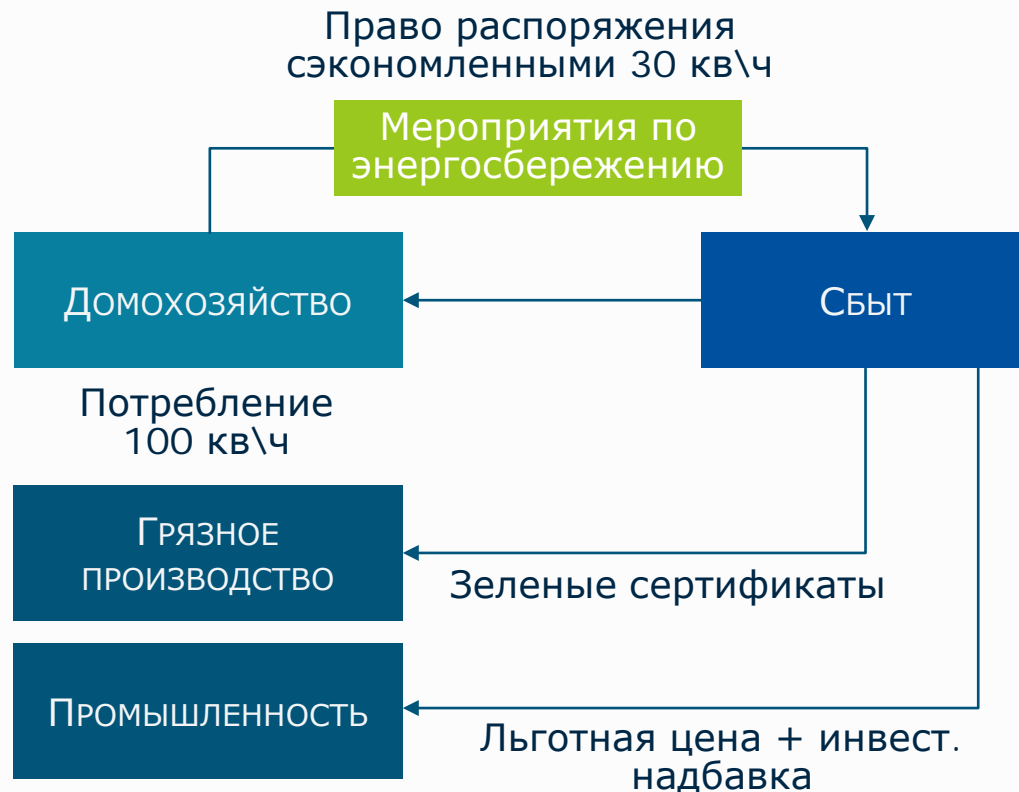 Право распоряжения
сэкономленными 30 кв\ч
Мероприятия по
энергосбережению
Домохозяйство
Сбыт
Потребление
100 кв\ч
Грязное
производство
Зеленые сертификаты
Промышленность
Льготная цена + инвест.
надбавка